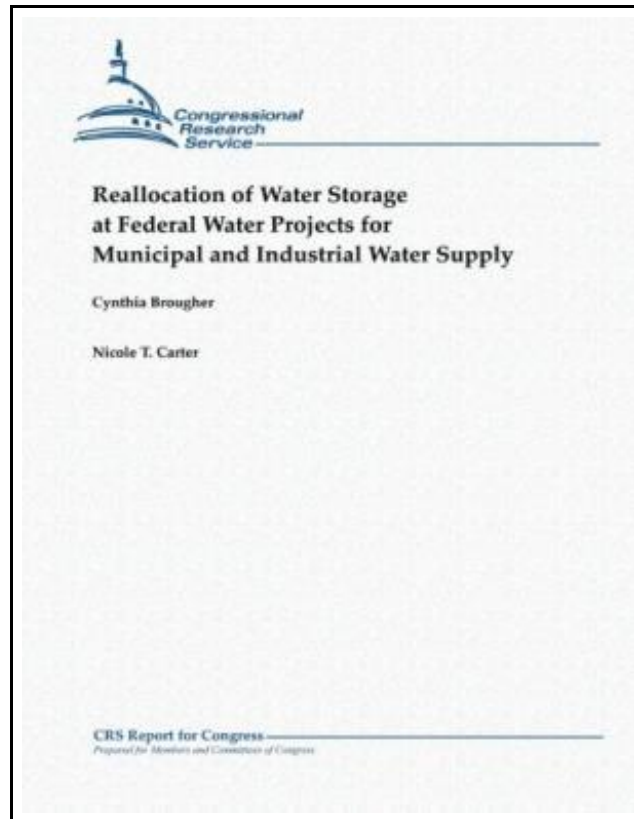 Congressional
Research
Service
Reallocation of Water Storage
at Federal Water Projects for
Municipal and Industrial Water Supply
Cynthia Brougher
Nicole T. Carter
CRS Report for Congress
Prepared for Members and Committees of Congress